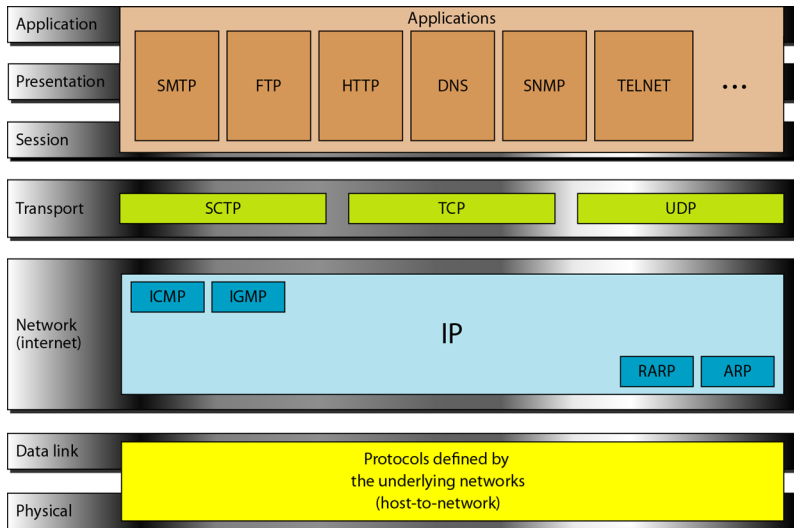 Application
Applications
Presentation
SMTP FTP HTTP DNS SNMP TELNET ...
Session
Transport
SCTP TCP UDP
ICMP IGMP
Network
(internet)
IP
RARP ARP
Data link
Protocols defined by
the underlying networks
(host-to-network)
Physical